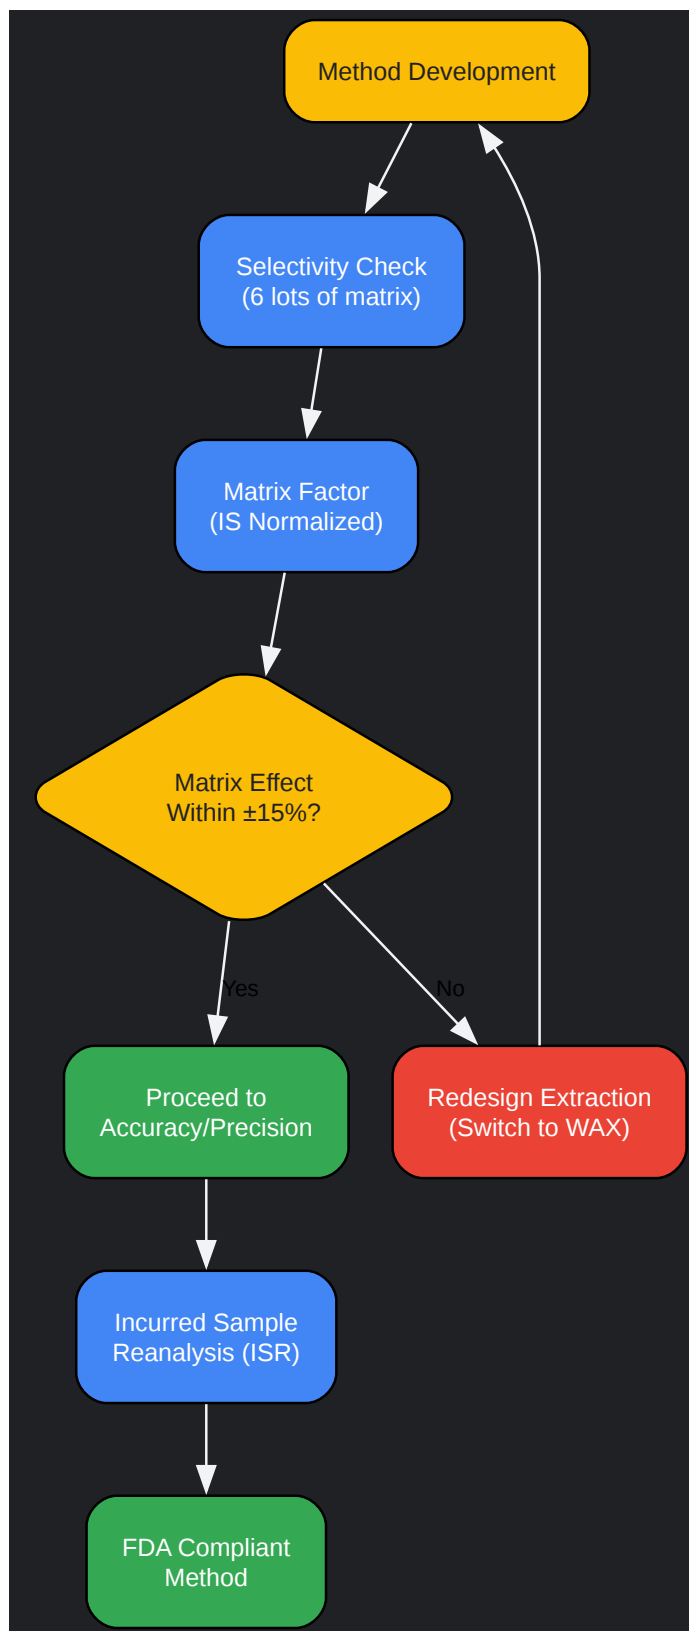 Method Development
Selectivity Check
(6 lots of matrix)
Matrix Factor
(IS Normalized)
Matrix Effect
Within ±15%?
Yes
No
Proceed to
Accuracy/Precision
Redesign Extraction
(Switch to WAX)
Incurred Sample
Reanalysis (ISR)
FDA Compliant
Method